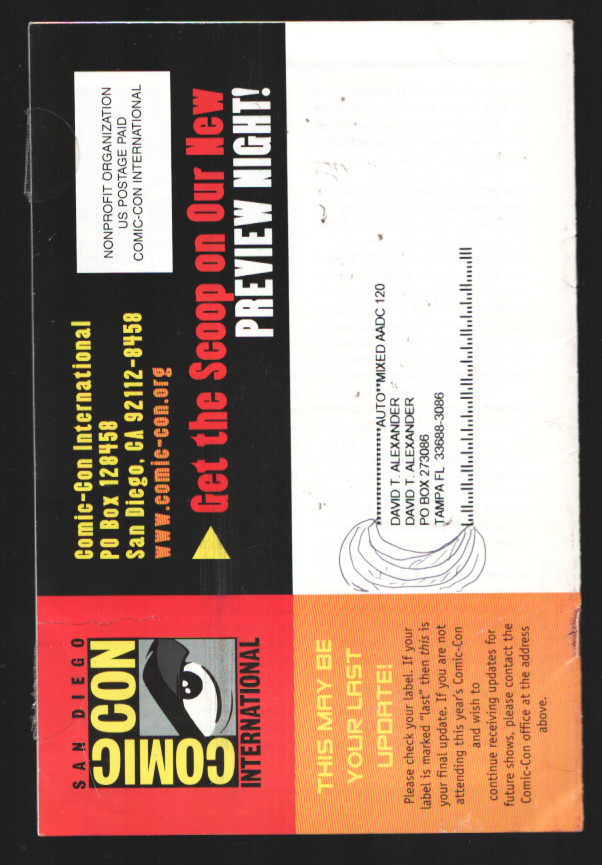 SAN DIEGO
COMIC CON
INTERNATIONAL
Comic-Con International
PO Box 128458
San Diego, CA 92112-8458
www.comic-con.org
NONPROFIT ORGANIZATION
US POSTAGE PAID
COMIC-CON INTERNATIONAL
Get the Scoop on Our New
PREVIEW NIGHT!
THIS MAY BE
YOUR LAST
UPDATE!
Please check your label. If your
label is marked "last" then this is
your final update. If you are not
attending this year's Comic-Con
and wish to
continue receiving updates for
future shows, please contact the
Comic-Con office at the address
above.
AUTO**MIXED AADC 120
DAVID T. ALEXANDER
DAVID T. ALEXANDER
PO BOX 273086
TAMPA FL 33688-3086